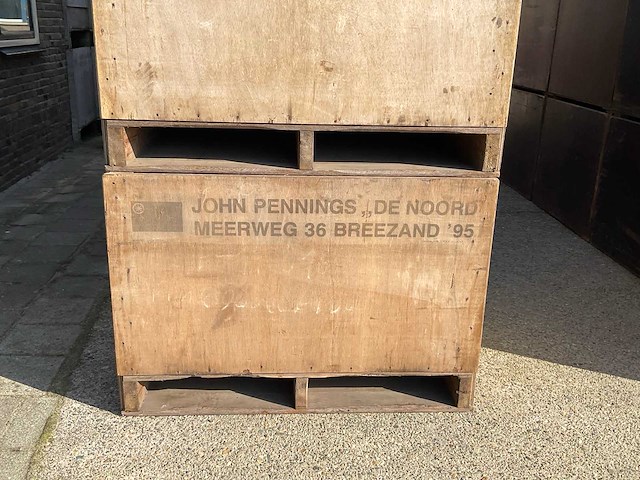 JOHN PENNINGS „DE NOORD
MEERWEG 36 BREEZAND '95